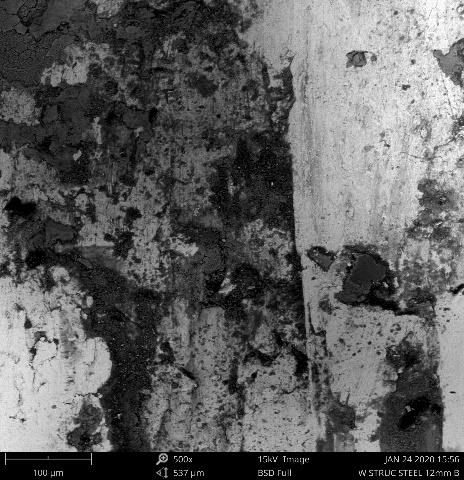 500x 15kV Image JAN 24 2020 15:56
100 µm 537 µm BSD Full W STRUC STEEL 12mm B